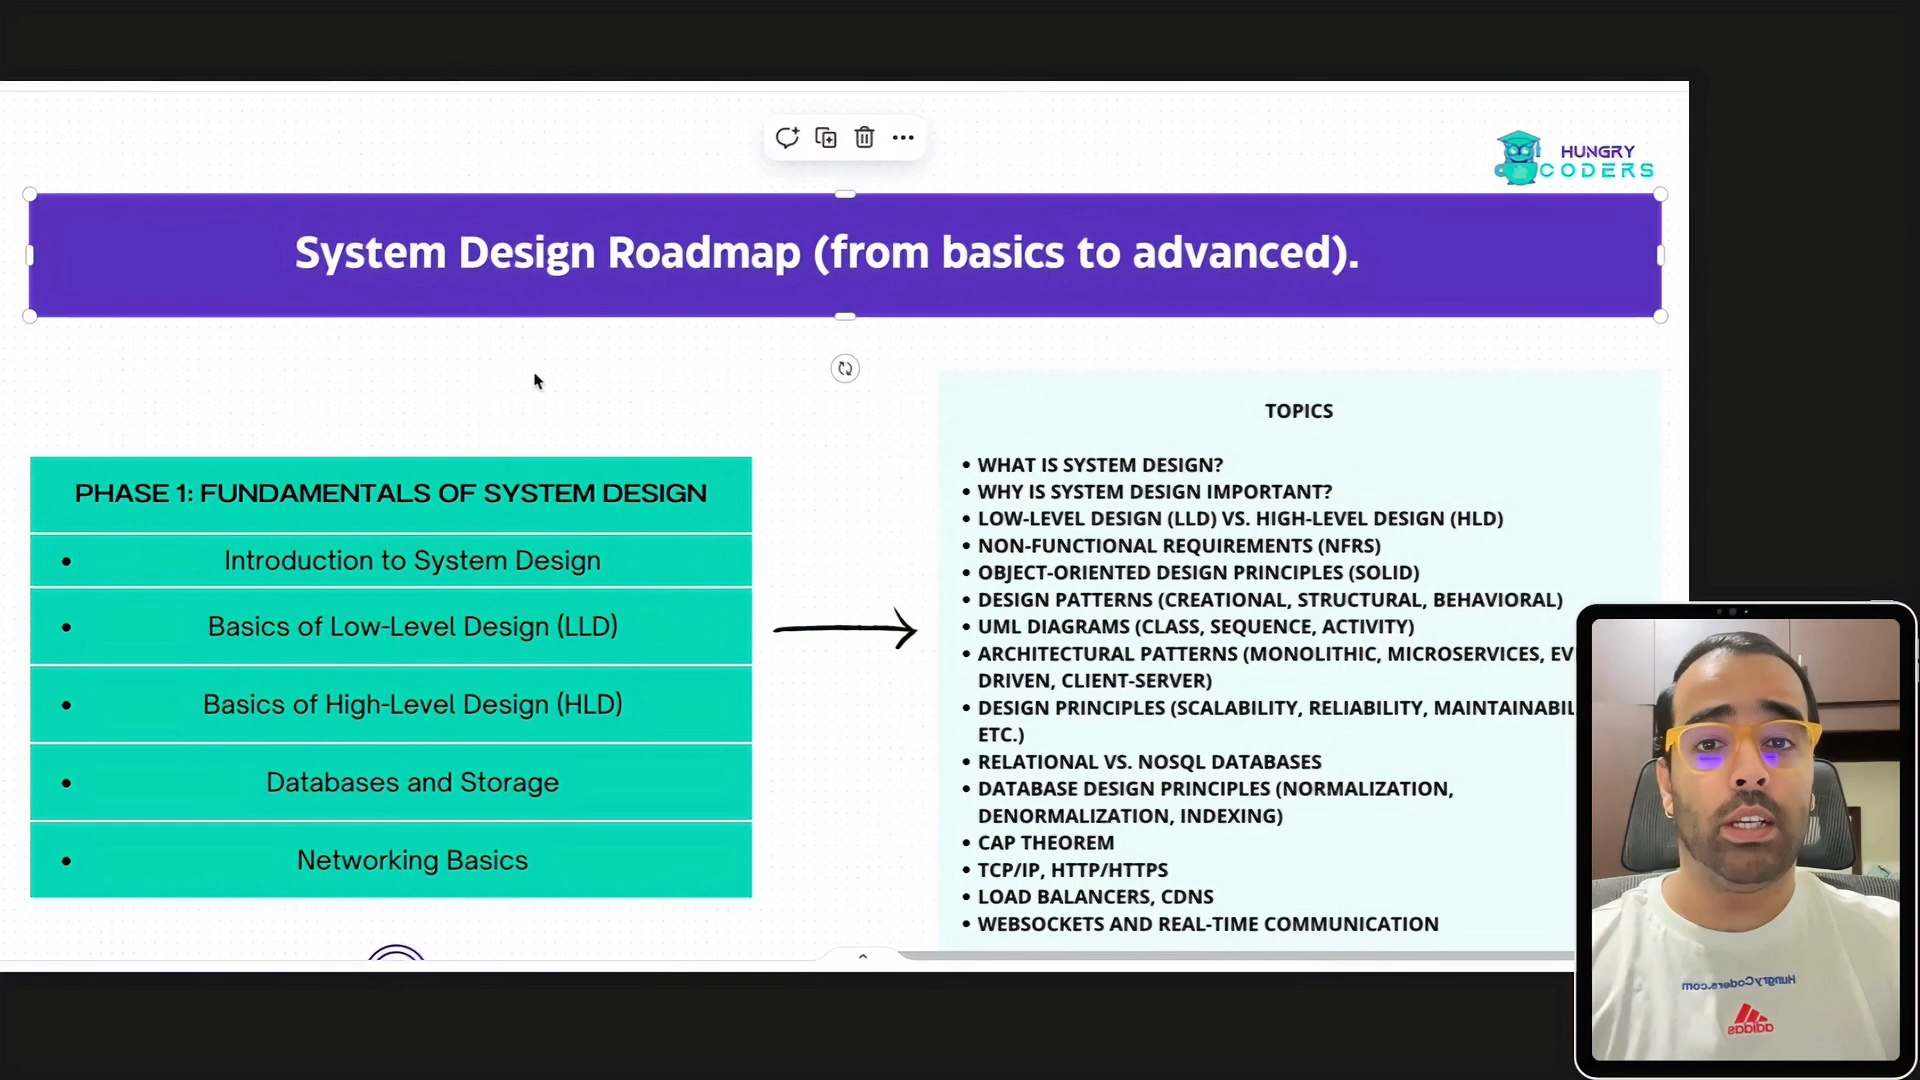 HUNGRY
CODERS
System Design Roadmap (from basics to advanced).
PHASE 1: FUNDAMENTALS OF SYSTEM DESIGN
• Introduction to System Design
• Basics of Low-Level Design (LLD)
• Basics of High-Level Design (HLD)
• Databases and Storage
• Networking Basics
TOPICS
• WHAT IS SYSTEM DESIGN?
• WHY IS SYSTEM DESIGN IMPORTANT?
• LOW-LEVEL DESIGN (LLD) VS. HIGH-LEVEL DESIGN (HLD)
• NON-FUNCTIONAL REQUIREMENTS (NFRS)
• OBJECT-ORIENTED DESIGN PRINCIPLES (SOLID)
• DESIGN PATTERNS (CREATIONAL, STRUCTURAL, BEHAVIORAL)
• UML DIAGRAMS (CLASS, SEQUENCE, ACTIVITY)
• ARCHITECTURAL PATTERNS (MONOLITHIC, MICROSERVICES,
DRIVEN, CLIENT-SERVER)
• DESIGN PRINCIPLES (SCALABILITY, RELIABILITY,
ETC.)
• RELATIONAL VS. NOSQL DATABASES
• DATABASE DESIGN PRINCIPLES (NORMALIZATION,
DENORMALIZATION, INDEXING)
• CAP THEOREM
• TCP/IP, HTTP/HTTPS
• LOAD BALANCERS, CDNS
• WEBSOCKETS AND REAL-TIME COMMUNICATION
HungryCoders.com
adidas